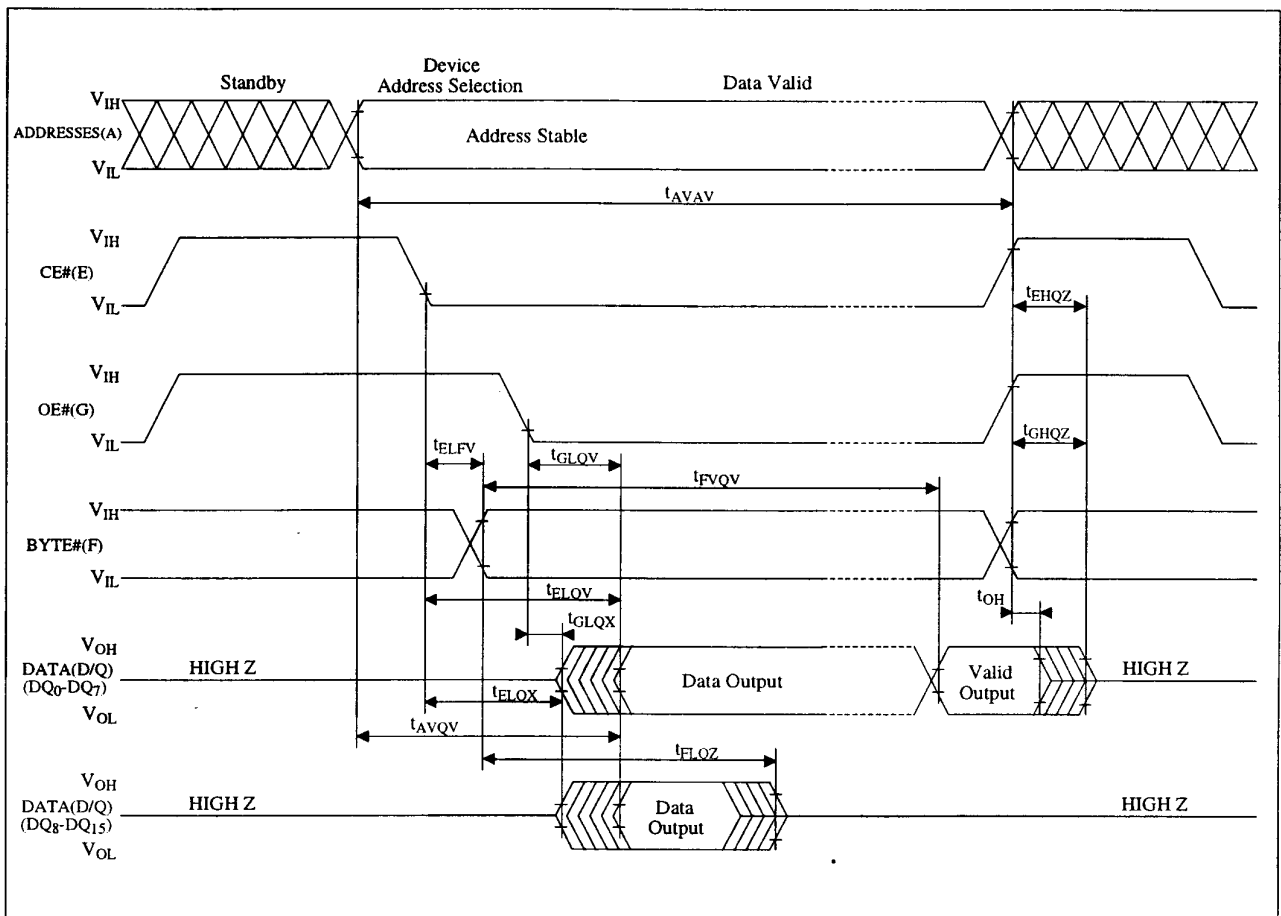 Standby
Device
Address Selection
Data Valid
VIH
ADDRESSES(A)
VIL
Address Stable
tAVAV
VIH
CE#(E)
VIL
tEHQZ
VIH
OE#(G)
VIL
tELFV
tGLQV
tGHQZ
tFVQV
VIH
BYTE#(F)
VIL
tELQV
tGLQX
tOH
VOH
DATA(D/Q)
(DQ0-DQ7)
VOL
HIGH Z
Data Output
Valid
Output
HIGH Z
tELQX
tAVQV
tFLQZ
VOH
DATA(D/Q)
(DQ8-DQ15)
VOL
HIGH Z
Data
Output
HIGH Z